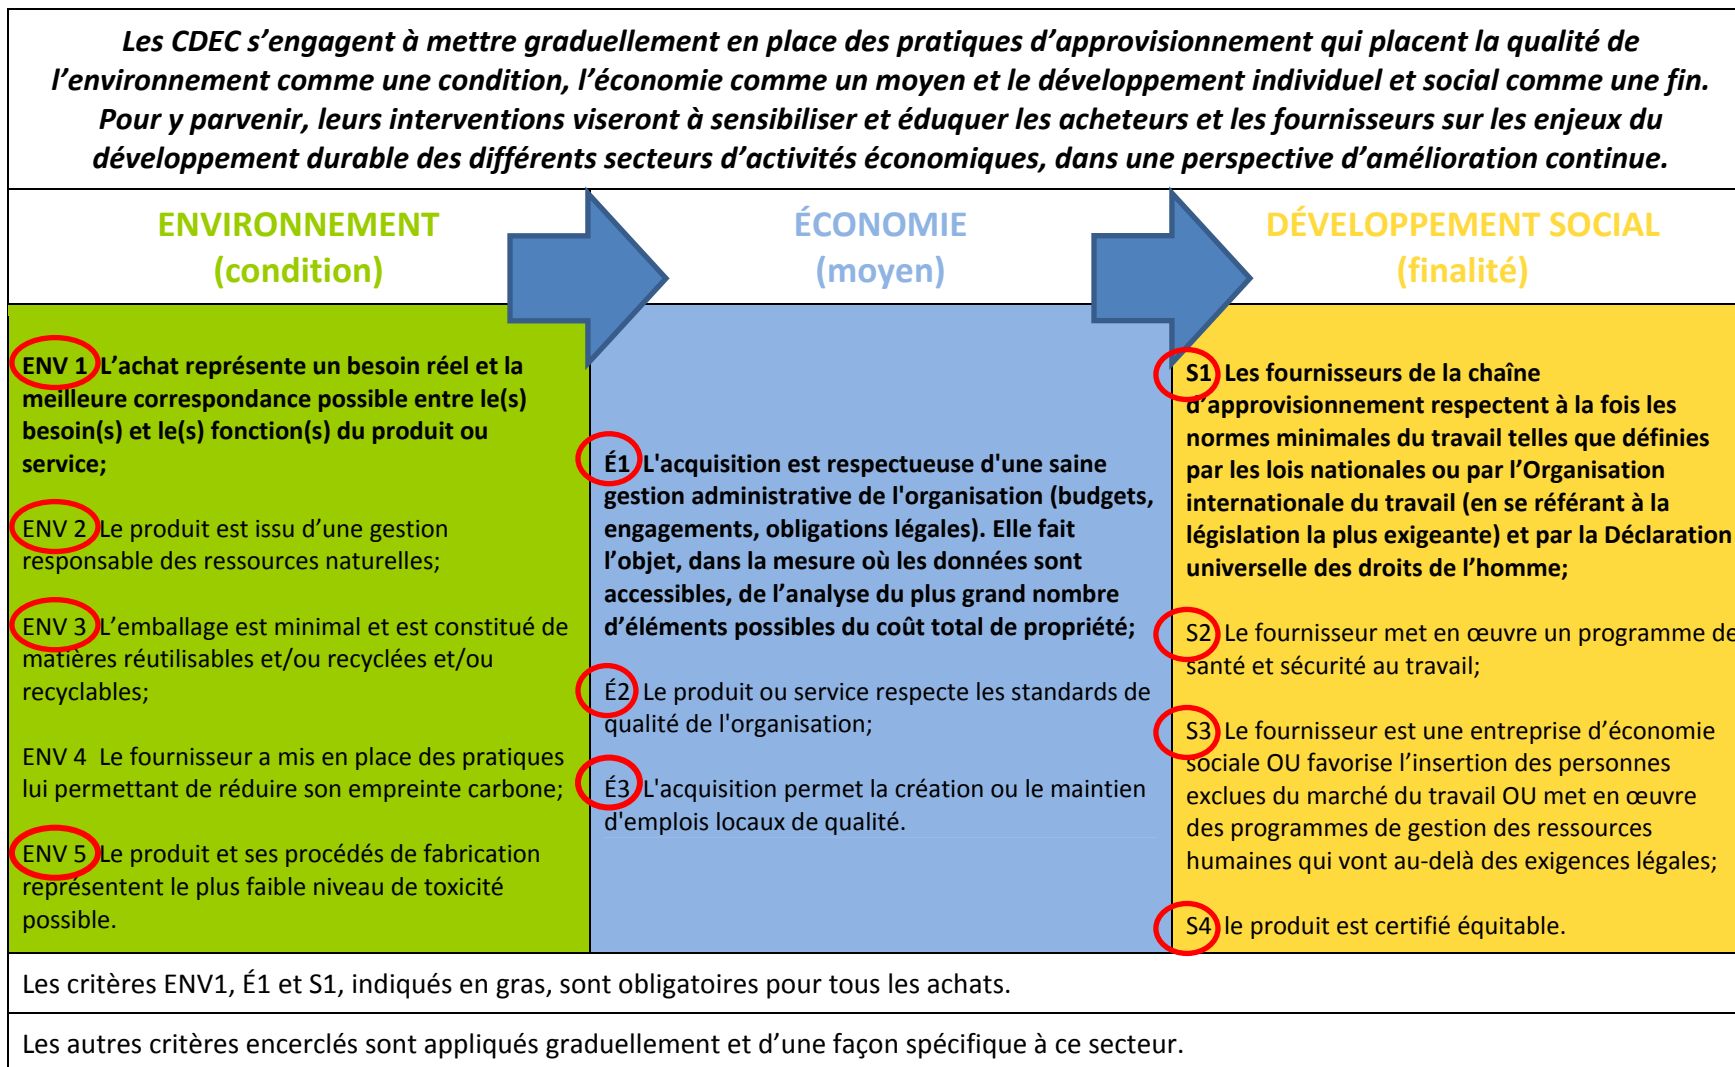 Les CDEC s’engagent à mettre graduellement en place des pratiques d’approvisionnement qui placent la qualité de
l’environnement comme une condition, l’économie comme un moyen et le développement individuel et social comme une fin.
Pour y parvenir, leurs interventions viseront à sensibiliser et éduquer les acheteurs et les fournisseurs sur les enjeux du
développement durable des différents secteurs d’activités économiques, dans une perspective d’amélioration continue.
ENVIRONNEMENT
(condition)
ÉCONOMIE
(moyen)
DÉVELOPPEMENT SOCIAL
(finalité)
ENV 1 L’achat représente un besoin réel et la
meilleure correspondance possible entre le(s)
besoin(s) et le(s) fonction(s) du produit ou
service;
ENV 2 Le produit est issu d’une gestion
responsable des ressources naturelles;
ENV 3 L’emballage est minimal et est constitué de
matières réutilisables et/ou recyclées et/ou
recyclables;
ENV 4 Le fournisseur a mis en place des pratiques
lui permettant de réduire son empreinte carbone;
ENV 5 Le produit et ses procédés de fabrication
représentent le plus faible niveau de toxicité
possible.
É1 L'acquisition est respectueuse d'une saine
gestion administrative de l'organisation (budgets,
engagements, obligations légales). Elle fait
l’objet, dans la mesure où les données sont
accessibles, de l’analyse du plus grand nombre
d’éléments possibles du coût total de propriété;
É2 Le produit ou service respecte les standards de
qualité de l'organisation;
É3 L'acquisition permet la création ou le maintien
d'emplois locaux de qualité.
S1 Les fournisseurs de la chaîne
d’approvisionnement respectent à la fois les
normes minimales du travail telles que définies
par les lois nationales ou par l’Organisation
internationale du travail (en se référant à la
législation la plus exigeante) et par la Déclaration
universelle des droits de l’homme;
S2 Le fournisseur met en œuvre un programme de
santé et sécurité au travail;
S3 Le fournisseur est une entreprise d’économie
sociale OU favorise l’insertion des personnes
exclues du marché du travail OU met en œuvre
des programmes de gestion des ressources
humaines qui vont au-delà des exigences légales;
S4 le produit est certifié équitable.
Les critères ENV1, É1 et S1, indiqués en gras, sont obligatoires pour tous les achats.
Les autres critères encerclés sont appliqués graduellement et d’une façon spécifique à ce secteur.